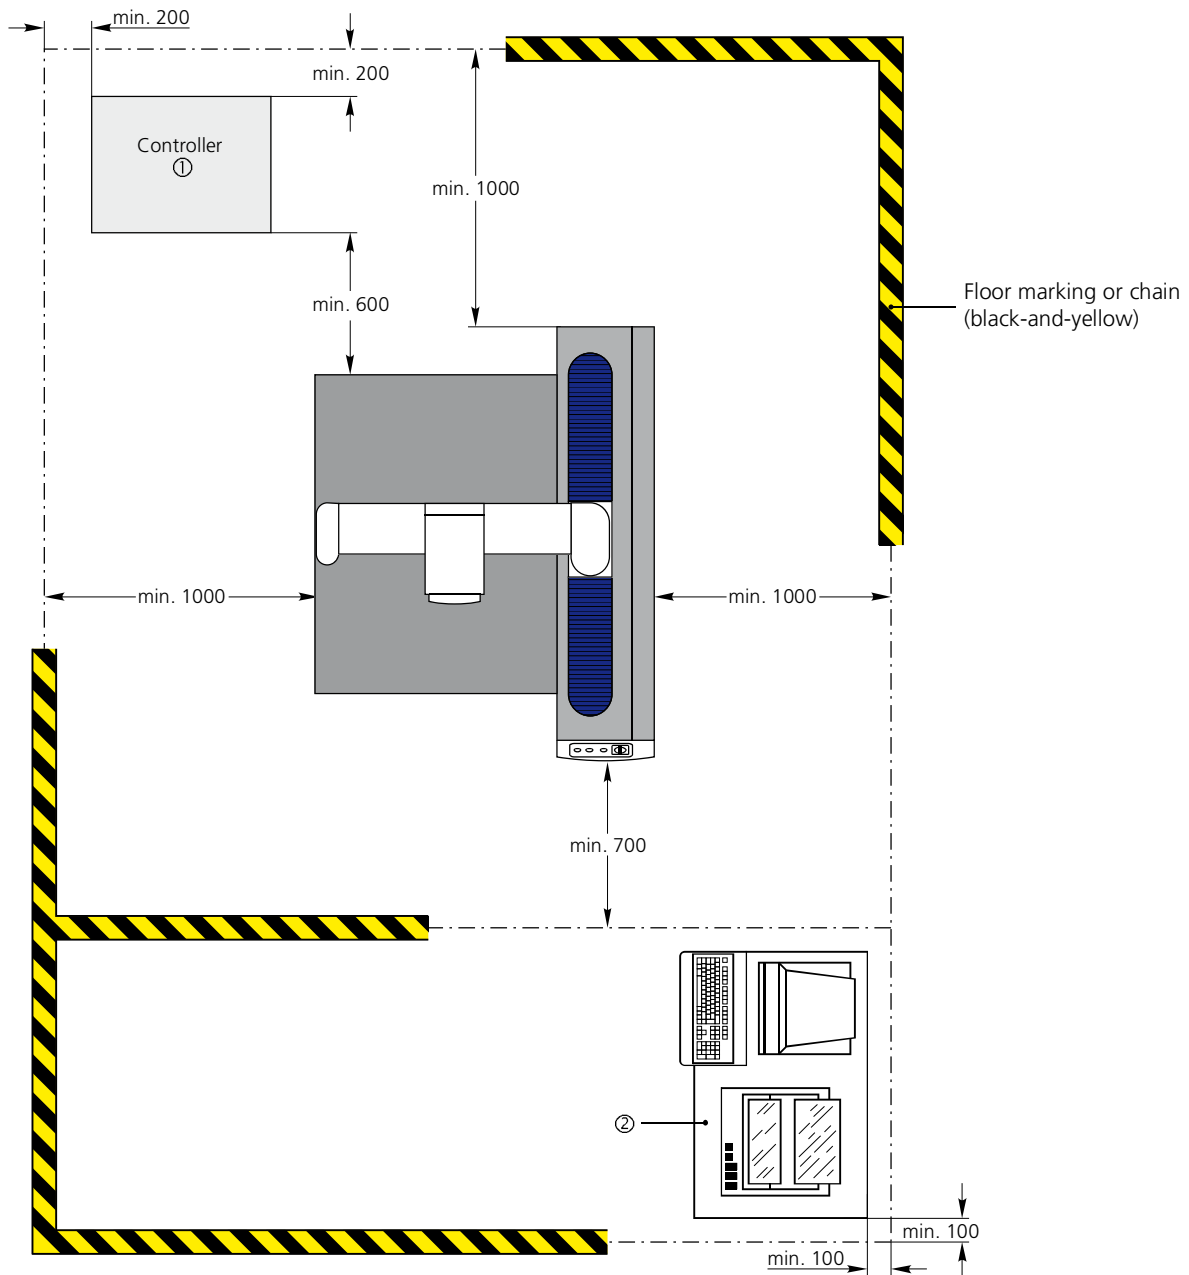 min. 200
min. 200
Controller
①
min. 1000
min. 600
Floor marking or chain
(black-and-yellow)
min. 1000
min. 1000
min. 700
②
min. 100
min. 100